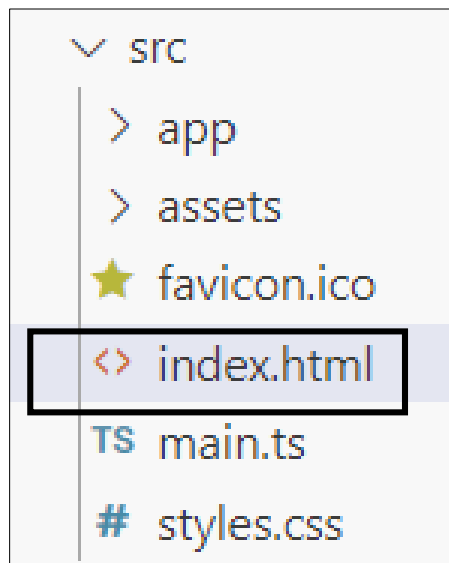 src
app
assets
favicon.ico
<> index.html
TS main.ts
# styles.css